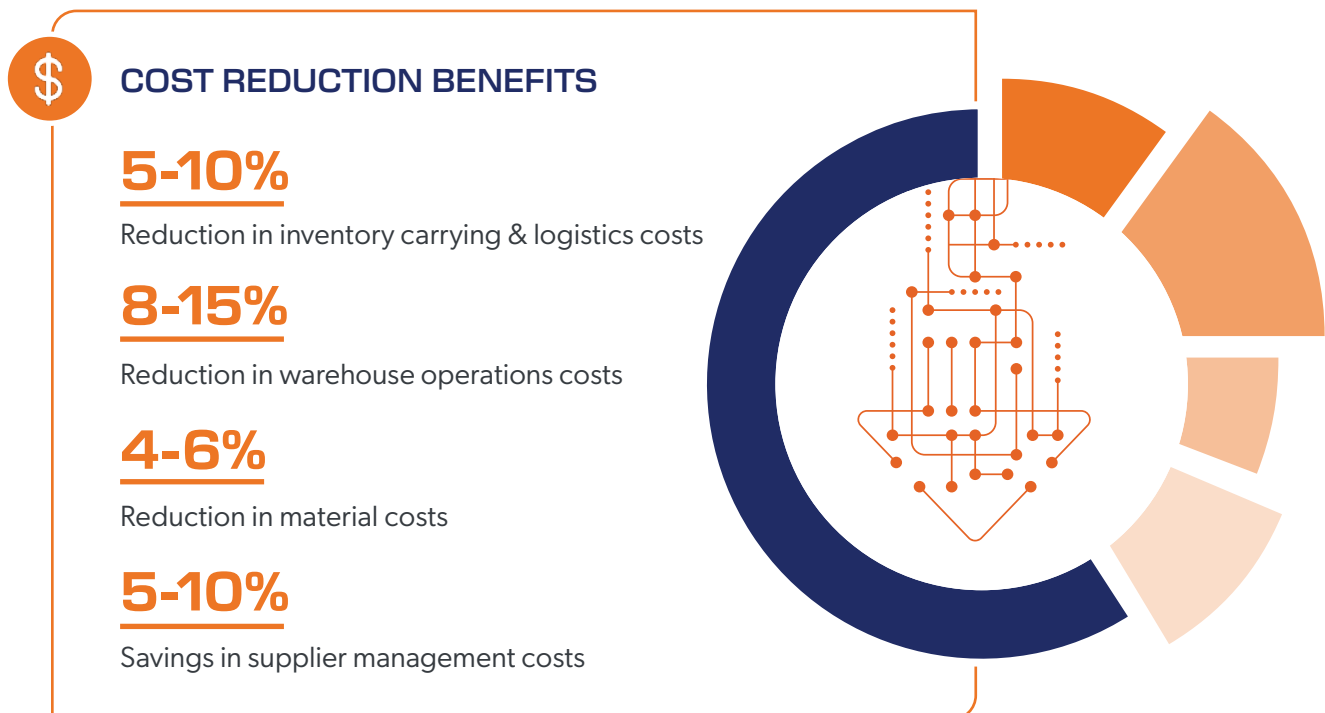 $
COST REDUCTION BENEFITS
5-10%
Reduction in inventory carrying & logistics costs
8-15%
Reduction in warehouse operations costs
4-6%
Reduction in material costs
5-10%
Savings in supplier management costs